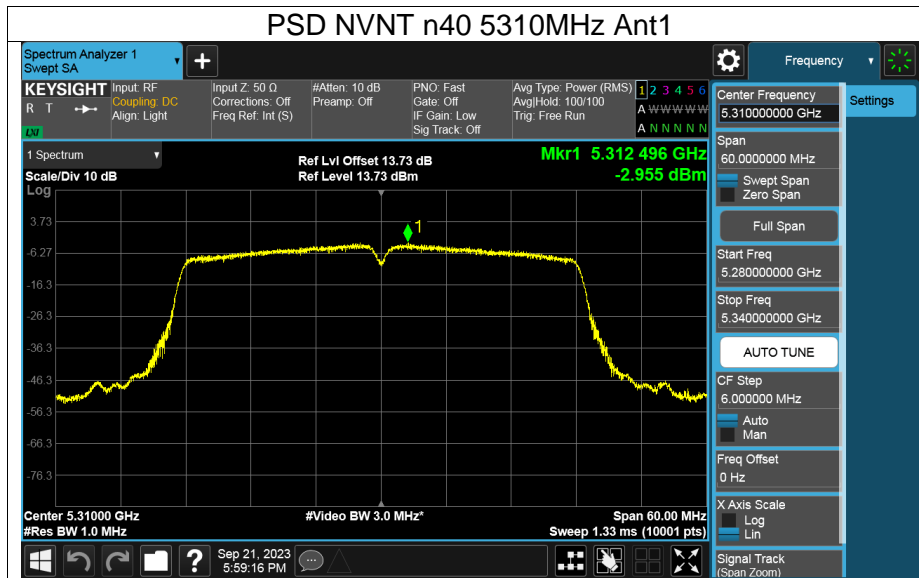 PSD NVNT n40 5310MHz Ant1
Spectrum Analyzer 1
Swept SA
+
Frequency
KEYSIGHT
R T
LXI
Input: RF
Coupling: DC
Align: Light
Input Z: 50 Ω
Corrections: Off
Freq Ref: Int (S)
#Atten: 10 dB
Preamp: Off
PNO: Fast
Gate: Off
IF Gain: Low
Sig Track: Off
Avg Type: Power (RMS)
Avg|Hold: 100/100
Trig: Free Run
1 2 3 4 5 6
A W W W W W
A N N N N N
Center Frequency
5.310000000 GHz
Settings
Span
60.0000000 MHz
Swept Span
Zero Span
Full Span
Start Freq
5.280000000 GHz
Stop Freq
5.340000000 GHz
AUTO TUNE
CF Step
6.000000 MHz
Auto
Man
Freq Offset
0 Hz
X Axis Scale
Log
Lin
Signal Track
(Span Zoom)
1 Spectrum
Scale/Div 10 dB
Ref Lvl Offset 13.73 dB
Ref Level 13.73 dBm
Mkr1 5.312 496 GHz
-2.955 dBm
Log
3.73
-6.27
-16.3
-26.3
-36.3
-46.3
-56.3
-66.3
-76.3
1
Center 5.31000 GHz
#Res BW 1.0 MHz
#Video BW 3.0 MHz*
Span 60.00 MHz
Sweep 1.33 ms (10001 pts)
?
Sep 21, 2023
5:59:16 PM